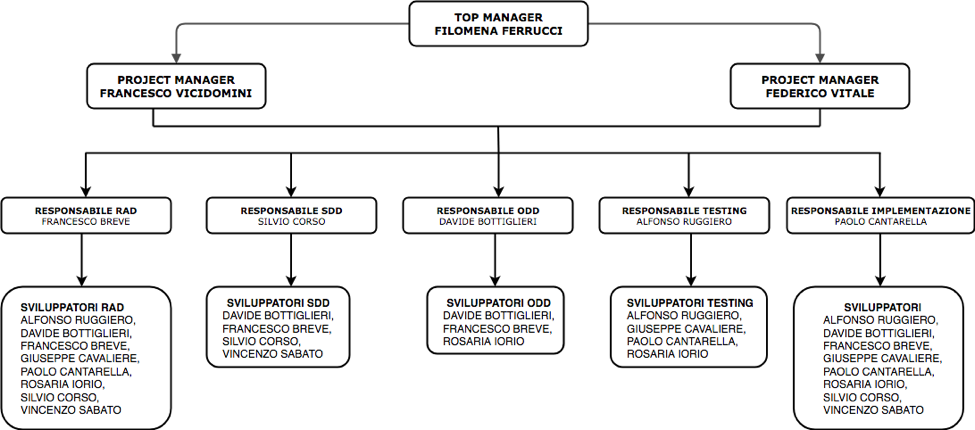 TOP MANAGER
FILOMENA FERRUCCI
PROJECT MANAGER
FRANCESCO VICIDOMINI
PROJECT MANAGER
FEDERICO VITALE
RESPONSABILE RAD
FRANCESCO BREVE
RESPONSABILE SDD
SILVIO CORSO
RESPONSABILE ODD
DAVIDE BOTTIGLIERI
RESPONSABILE TESTING
ALFONSO RUGGIERO
RESPONSABILE IMPLEMENTAZIONE
PAOLO CANTARELLA
SVILUPPATORI RAD
ALFONSO RUGGIERO,
DAVIDE BOTTIGLIERI,
FRANCESCO BREVE,
GIUSEPPE CAVALIERE,
PAOLO CANTARELLA,
ROSARIA IORIO,
SILVIO CORSO,
VINCENZO SABATO
SVILUPPATORI SDD
DAVIDE BOTTIGLIERI,
FRANCESCO BREVE,
SILVIO CORSO,
VINCENZO SABATO
SVILUPPATORI ODD
DAVIDE BOTTIGLIERI,
FRANCESCO BREVE,
ROSARIA IORIO
SVILUPPATORI TESTING
ALFONSO RUGGIERO,
GIUSEPPE CAVALIERE,
PAOLO CANTARELLA,
ROSARIA IORIO
SVILUPPATORI
ALFONSO RUGGIERO,
DAVIDE BOTTIGLIERI,
FRANCESCO BREVE,
GIUSEPPE CAVALIERE,
PAOLO CANTARELLA,
ROSARIA IORIO,
SILVIO CORSO,
VINCENZO SABATO